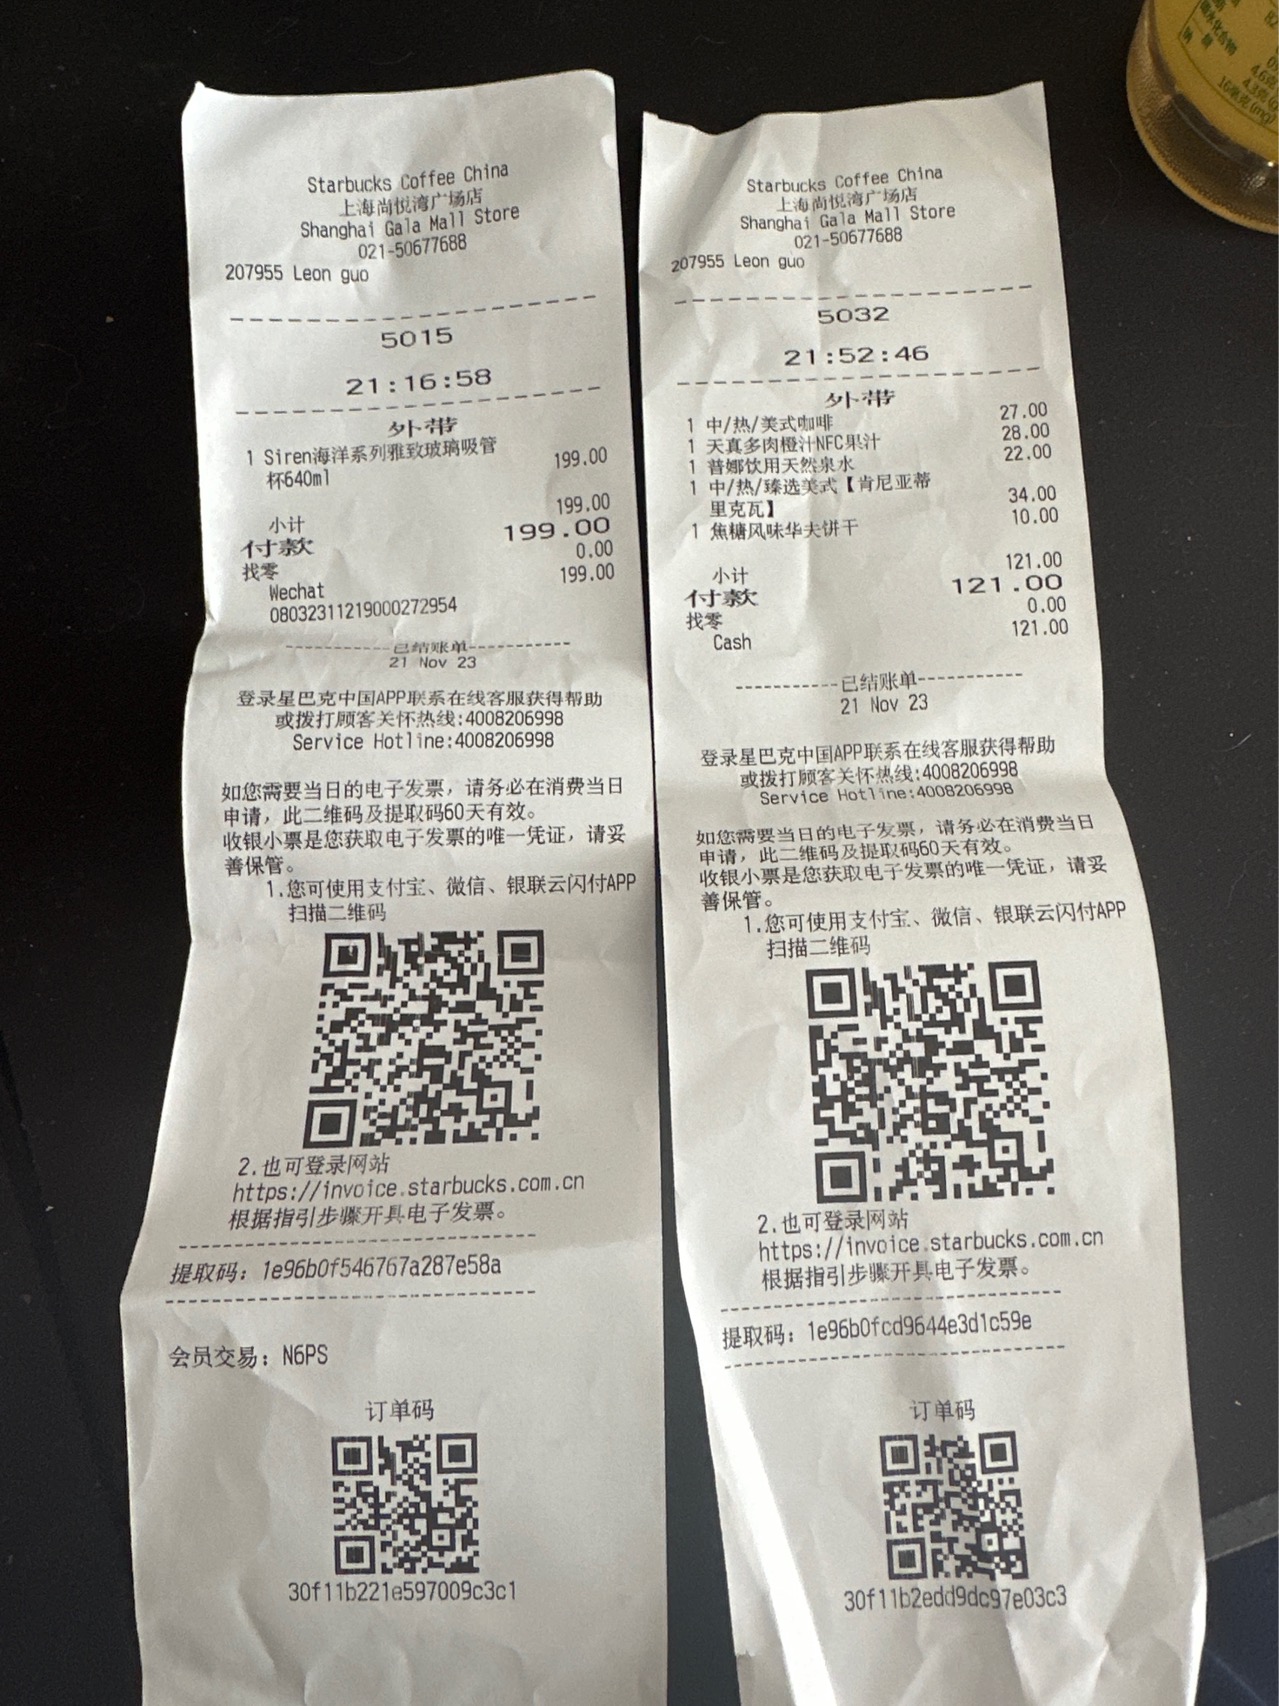 Starbucks Coffee China
上海尚悦湾广场店
Shanghai Gala Mall Store
021-50677688
207955 Leon guo
5015
21:16:58
外带
1 Siren海洋系列雅致玻璃吸管 199.00
杯640ml
小计 199.00
付款 199.00
找零 0.00
Wechat 199.00
08032311219000272954
------------已结账单------------
21 Nov 23
登录星巴克中国APP联系在线客服获得帮助
或拨打顾客关怀热线:4008206998
Service Hotline:4008206998
如您需要当日的电子发票，请务必在消费当日
申请，此二维码及提取码60天有效。
收银小票是您获取电子发票的唯一凭证，请妥
善保管。
1.您可使用支付宝、微信、银联云闪付APP
扫描二维码
2.也可登录网站
https://invoice.starbucks.com.cn
根据指引步骤开具电子发票。
提取码：1e96b0f546767a287e58a
会员交易：N6PS
订单码
30f11b221e597009c3c1
Starbucks Coffee China
上海尚悦湾广场店
Shanghai Gala Mall Store
021-50677688
207955 Leon guo
5032
21:52:46
外带
1 中/热/美式咖啡 27.00
1 天真多肉橙汁NFC果汁 28.00
1 普娜饮用天然泉水 22.00
1 中/热/臻选美式【肯尼亚蒂
里克瓦】 34.00
1 焦糖风味华夫饼干 10.00
小计 121.00
付款 121.00
找零 0.00
Cash 121.00
-----------已结账单-----------
21 Nov 23
登录星巴克中国APP联系在线客服获得帮助
或拨打顾客关怀热线:4008206998
Service Hotline:4008206998
如您需要当日的电子发票，请务必在消费当日
申请，此二维码及提取码60天有效。
收银小票是您获取电子发票的唯一凭证，请妥
善保管。
1.您可使用支付宝、微信、银联云闪付APP
扫描二维码
2.也可登录网站
https://invoice.starbucks.com.cn
根据指引步骤开具电子发票。
提取码：1e96b0fcd9644e3d1c59e
订单码
30f11b2edd9dc97e03c3
碳水化合物
4.6克
4.3克
16毫克(mg)